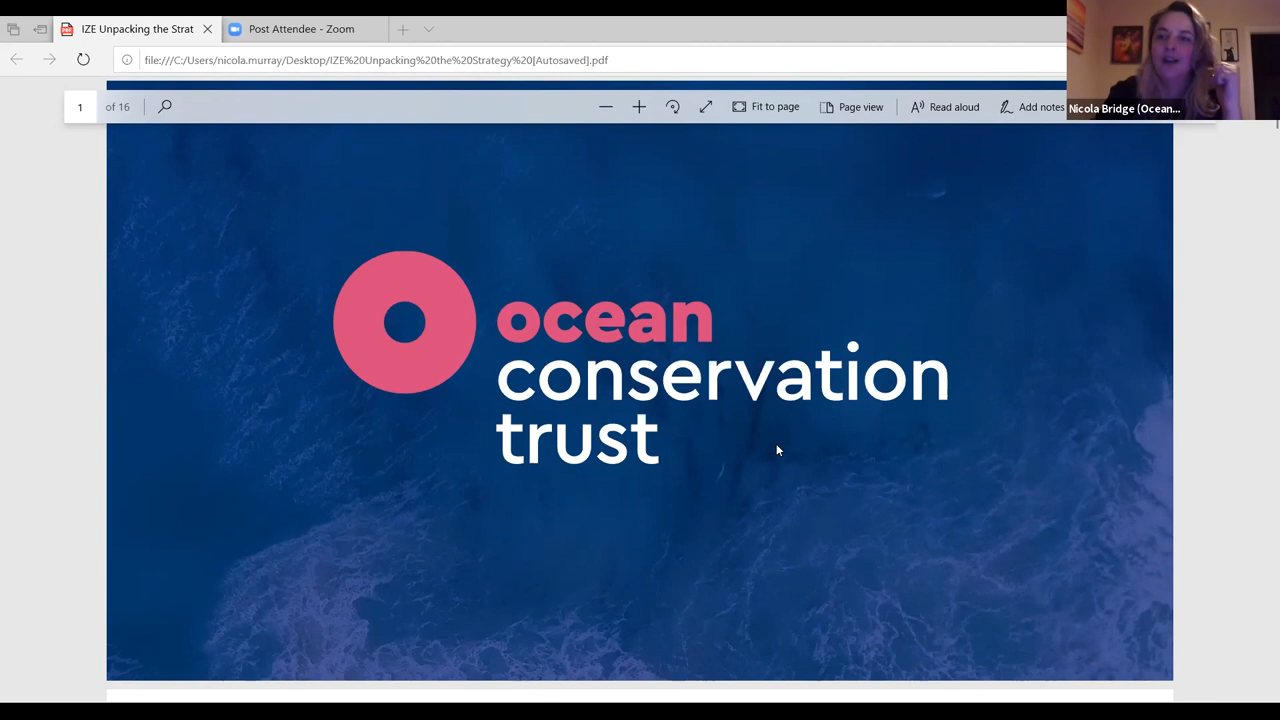 IZE Unpacking the Strat
Post Attendee - Zoom
file:///C:/Users/nicola.murray/Desktop/IZE%20Unpacking%20the%20Strategy%20[Autosaved].pdf
1 of 16
Fit to page
Page view
Read aloud
Add notes
Nicola Bridge (Ocean...
ocean
conservation
trust